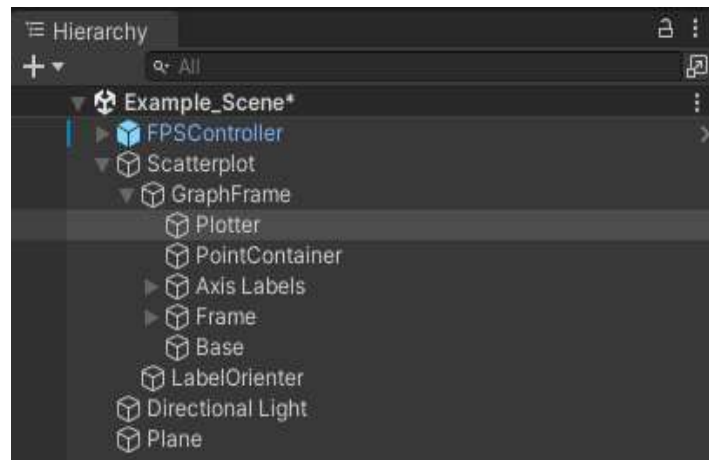 Hierarchy
All
Example_Scene*
FPSController
Scatterplot
GraphFrame
Plotter
PointContainer
Axis Labels
Frame
Base
LabelOrienter
Directional Light
Plane